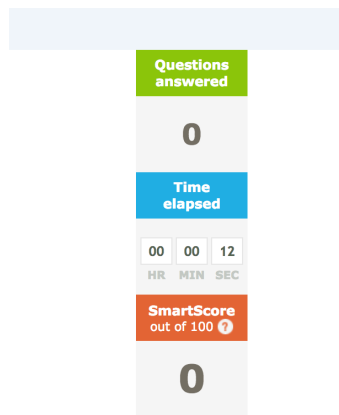 Questions
answered
0
Time
elapsed
00 00 12
HR MIN SEC
SmartScore
out of 100 ?
0